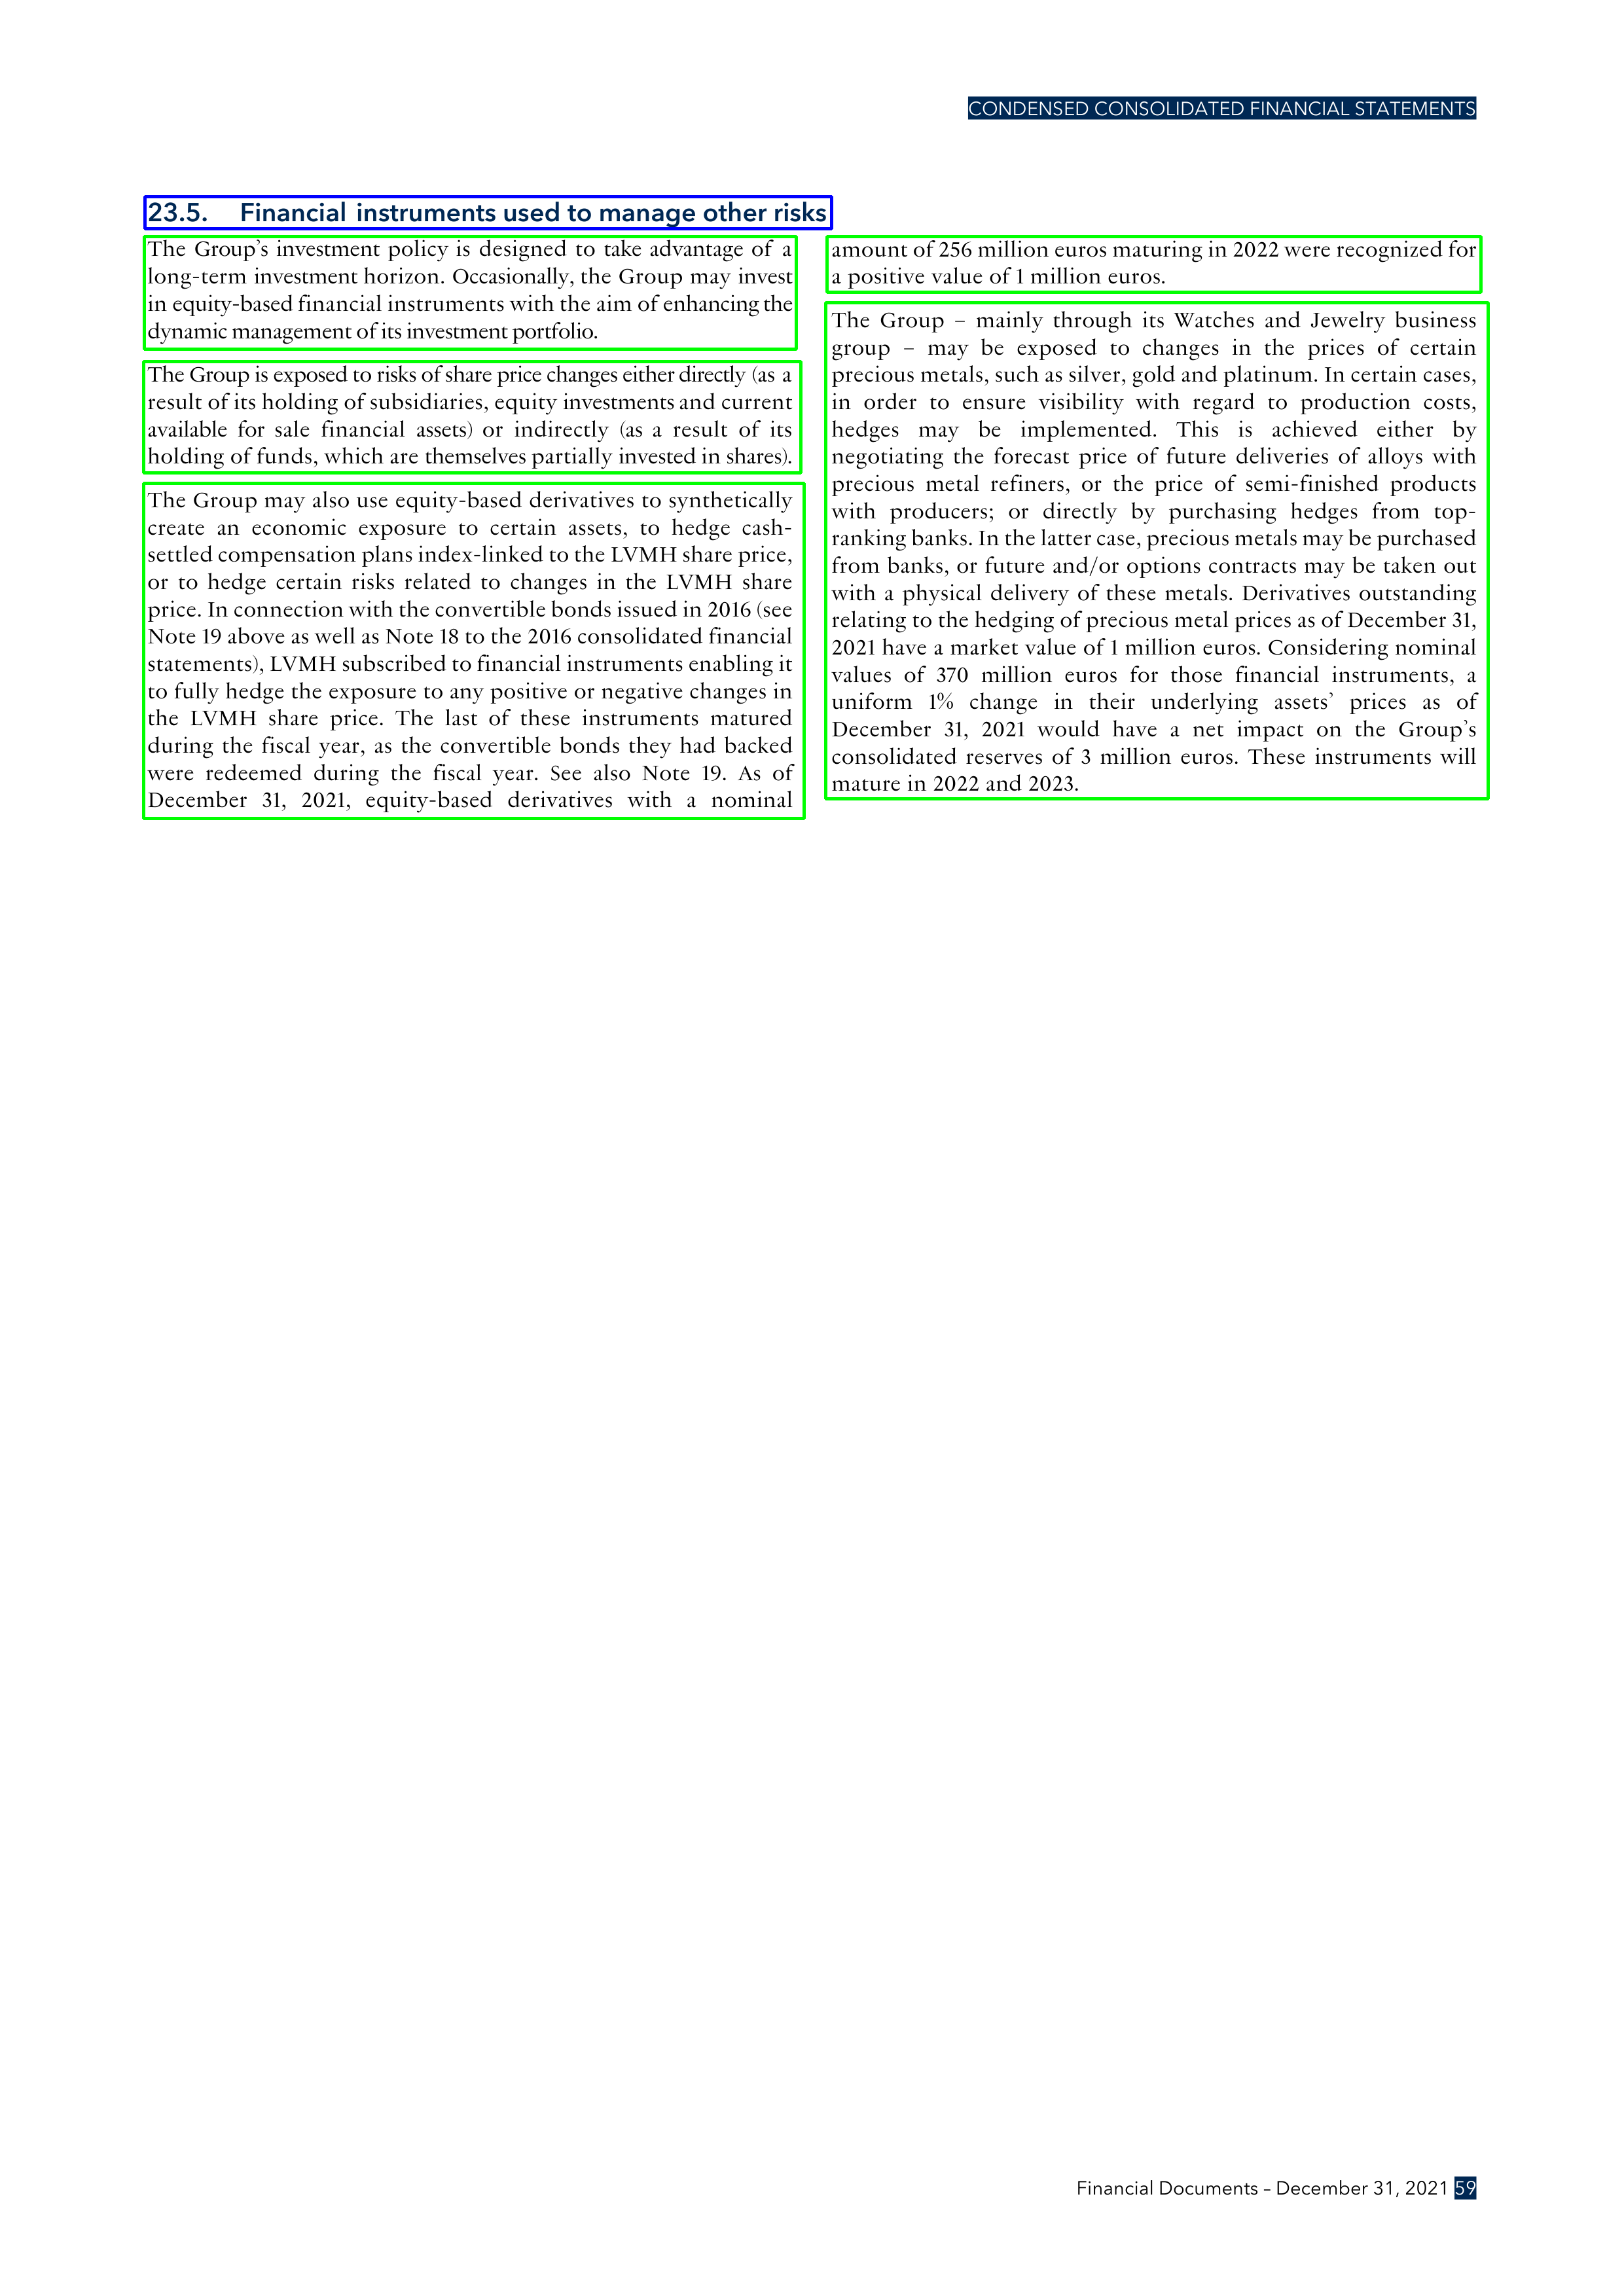 CONDENSED CONSOLIDATED FINANCIAL STATEMENTS
23.5. Financial instruments used to manage other risks
The Group’s investment policy is designed to take advantage of a
long-term investment horizon. Occasionally, the Group may invest
in equity-based financial instruments with the aim of enhancing the
dynamic management of its investment portfolio.
The Group is exposed to risks of share price changes either directly (as a
result of its holding of subsidiaries, equity investments and current
available for sale financial assets) or indirectly (as a result of its
holding of funds, which are themselves partially invested in shares).
The Group may also use equity-based derivatives to synthetically
create an economic exposure to certain assets, to hedge cash-
settled compensation plans index-linked to the LVMH share price,
or to hedge certain risks related to changes in the LVMH share
price. In connection with the convertible bonds issued in 2016 (see
Note 19 above as well as Note 18 to the 2016 consolidated financial
statements), LVMH subscribed to financial instruments enabling it
to fully hedge the exposure to any positive or negative changes in
the LVMH share price. The last of these instruments matured
during the fiscal year, as the convertible bonds they had backed
were redeemed during the fiscal year. See also Note 19. As of
December 31, 2021, equity-based derivatives with a nominal
amount of 256 million euros maturing in 2022 were recognized for
a positive value of 1 million euros.
The Group – mainly through its Watches and Jewelry business
group – may be exposed to changes in the prices of certain
precious metals, such as silver, gold and platinum. In certain cases,
in order to ensure visibility with regard to production costs,
hedges may be implemented. This is achieved either by
negotiating the forecast price of future deliveries of alloys with
precious metal refiners, or the price of semi-finished products
with producers; or directly by purchasing hedges from top-
ranking banks. In the latter case, precious metals may be purchased
from banks, or future and/or options contracts may be taken out
with a physical delivery of these metals. Derivatives outstanding
relating to the hedging of precious metal prices as of December 31,
2021 have a market value of 1 million euros. Considering nominal
values of 370 million euros for those financial instruments, a
uniform 1% change in their underlying assets’ prices as of
December 31, 2021 would have a net impact on the Group’s
consolidated reserves of 3 million euros. These instruments will
mature in 2022 and 2023.
Financial Documents – December 31, 2021 59